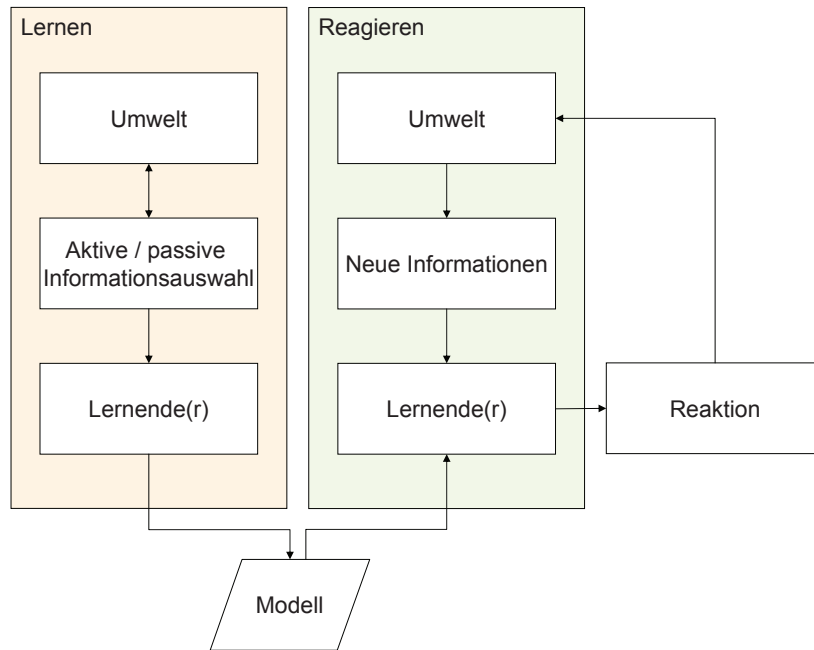 Lernen
Umwelt
Aktive / passive
Informationsauswahl
Lernende(r)
Reagieren
Umwelt
Neue Informationen
Lernende(r)
Reaktion
Modell